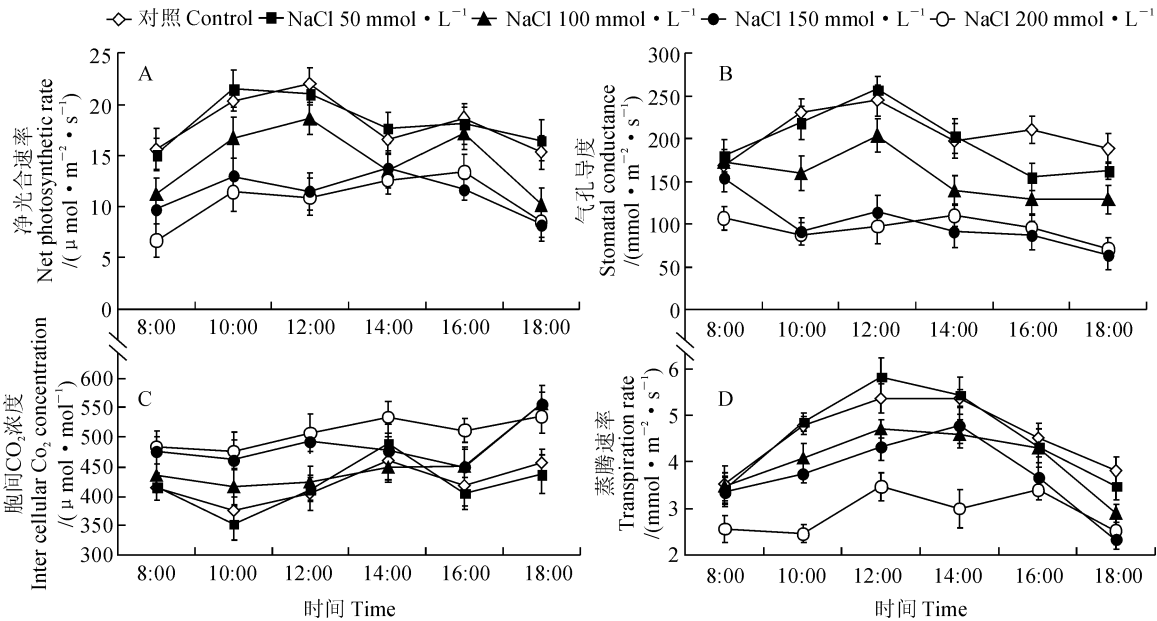 对照 Control NaCl 50 mmol·L⁻¹ NaCl 100 mmol·L⁻¹ NaCl 150 mmol·L⁻¹ NaCl 200 mmol·L⁻¹
净光合速率
Net photosynthetic rate
/(μmol·m⁻²·s⁻¹)
25
20
15
10
5
0
A
8:00 10:00 12:00 14:00 16:00 18:00
气孔导度
Stomatal conductance
/(mmol·m⁻²·s⁻¹)
300
250
200
150
100
50
0
B
8:00 10:00 12:00 14:00 16:00 18:00
胞间CO₂浓度
Inter cellular Co₂ concentration
/(μmol·mol⁻¹)
600
550
500
450
400
350
300
C
8:00 10:00 12:00 14:00 16:00 18:00
时间 Time
蒸腾速率
Transpiration rate
/(mmol·m⁻²·s⁻¹)
6
5
4
3
2
D
8:00 10:00 12:00 14:00 16:00 18:00
时间 Time